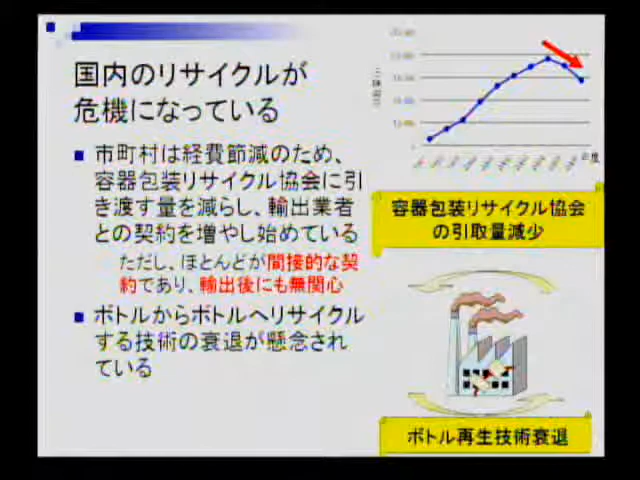 国内のリサイクルが
危機になっている
市町村は経費節減のため、
容器包装リサイクル協会に引
き渡す量を減らし、輸出業者
との契約を増やし始めている
ただし、ほとんどが間接的な契
約であり、輸出後にも無関心
ボトルからボトルへリサイクル
する技術の衰退が懸念され
ている
年度
容器包装リサイクル協会
の引取量減少
ボトル再生技術衰退